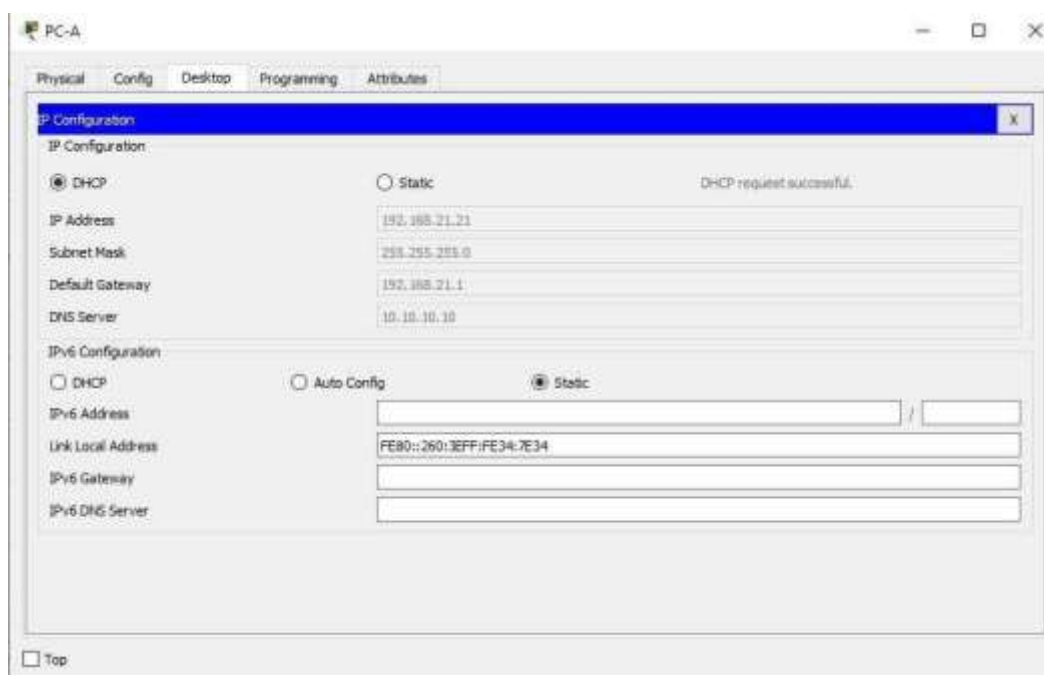 PC-A
Physical Config Desktop Programming Attributes
IP Configuration X
IP Configuration
DHCP Static DHCP request successful.
IP Address 192.168.21.21
Subnet Mask 255.255.255.0
Default Gateway 192.168.21.1
DNS Server 10.10.10.10
IPv6 Configuration
DHCP Auto Config Static
IPv6 Address /
Link Local Address FE80::260:3EFF:FE34:7E34
IPv6 Gateway
IPv6 DNS Server
Top